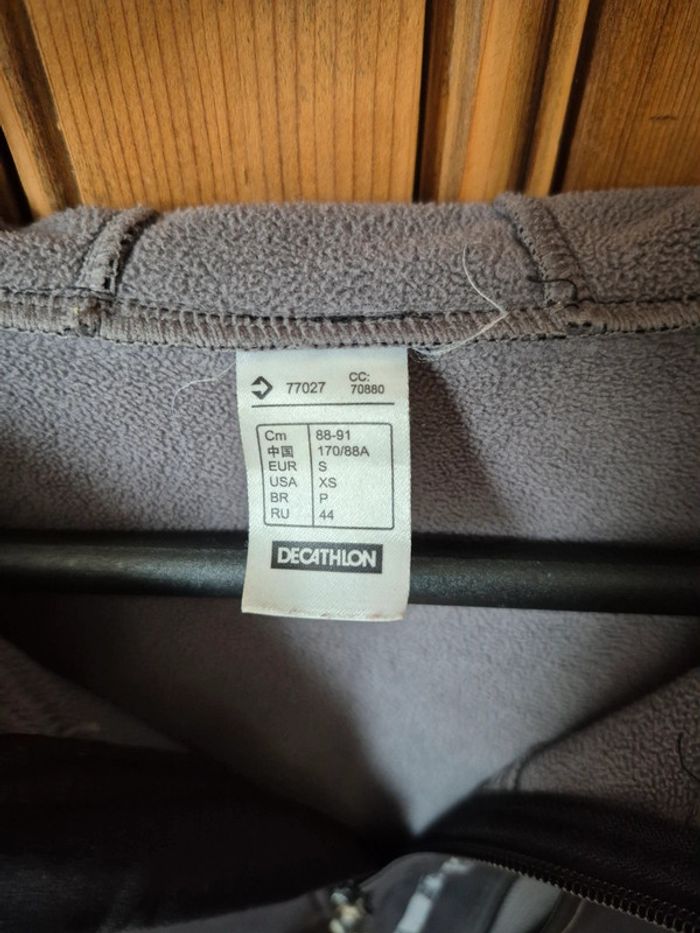 77027 CC:
70880
Cm 88-91
中国 170/88A
EUR S
USA XS
BR P
RU 44
DECATHLON